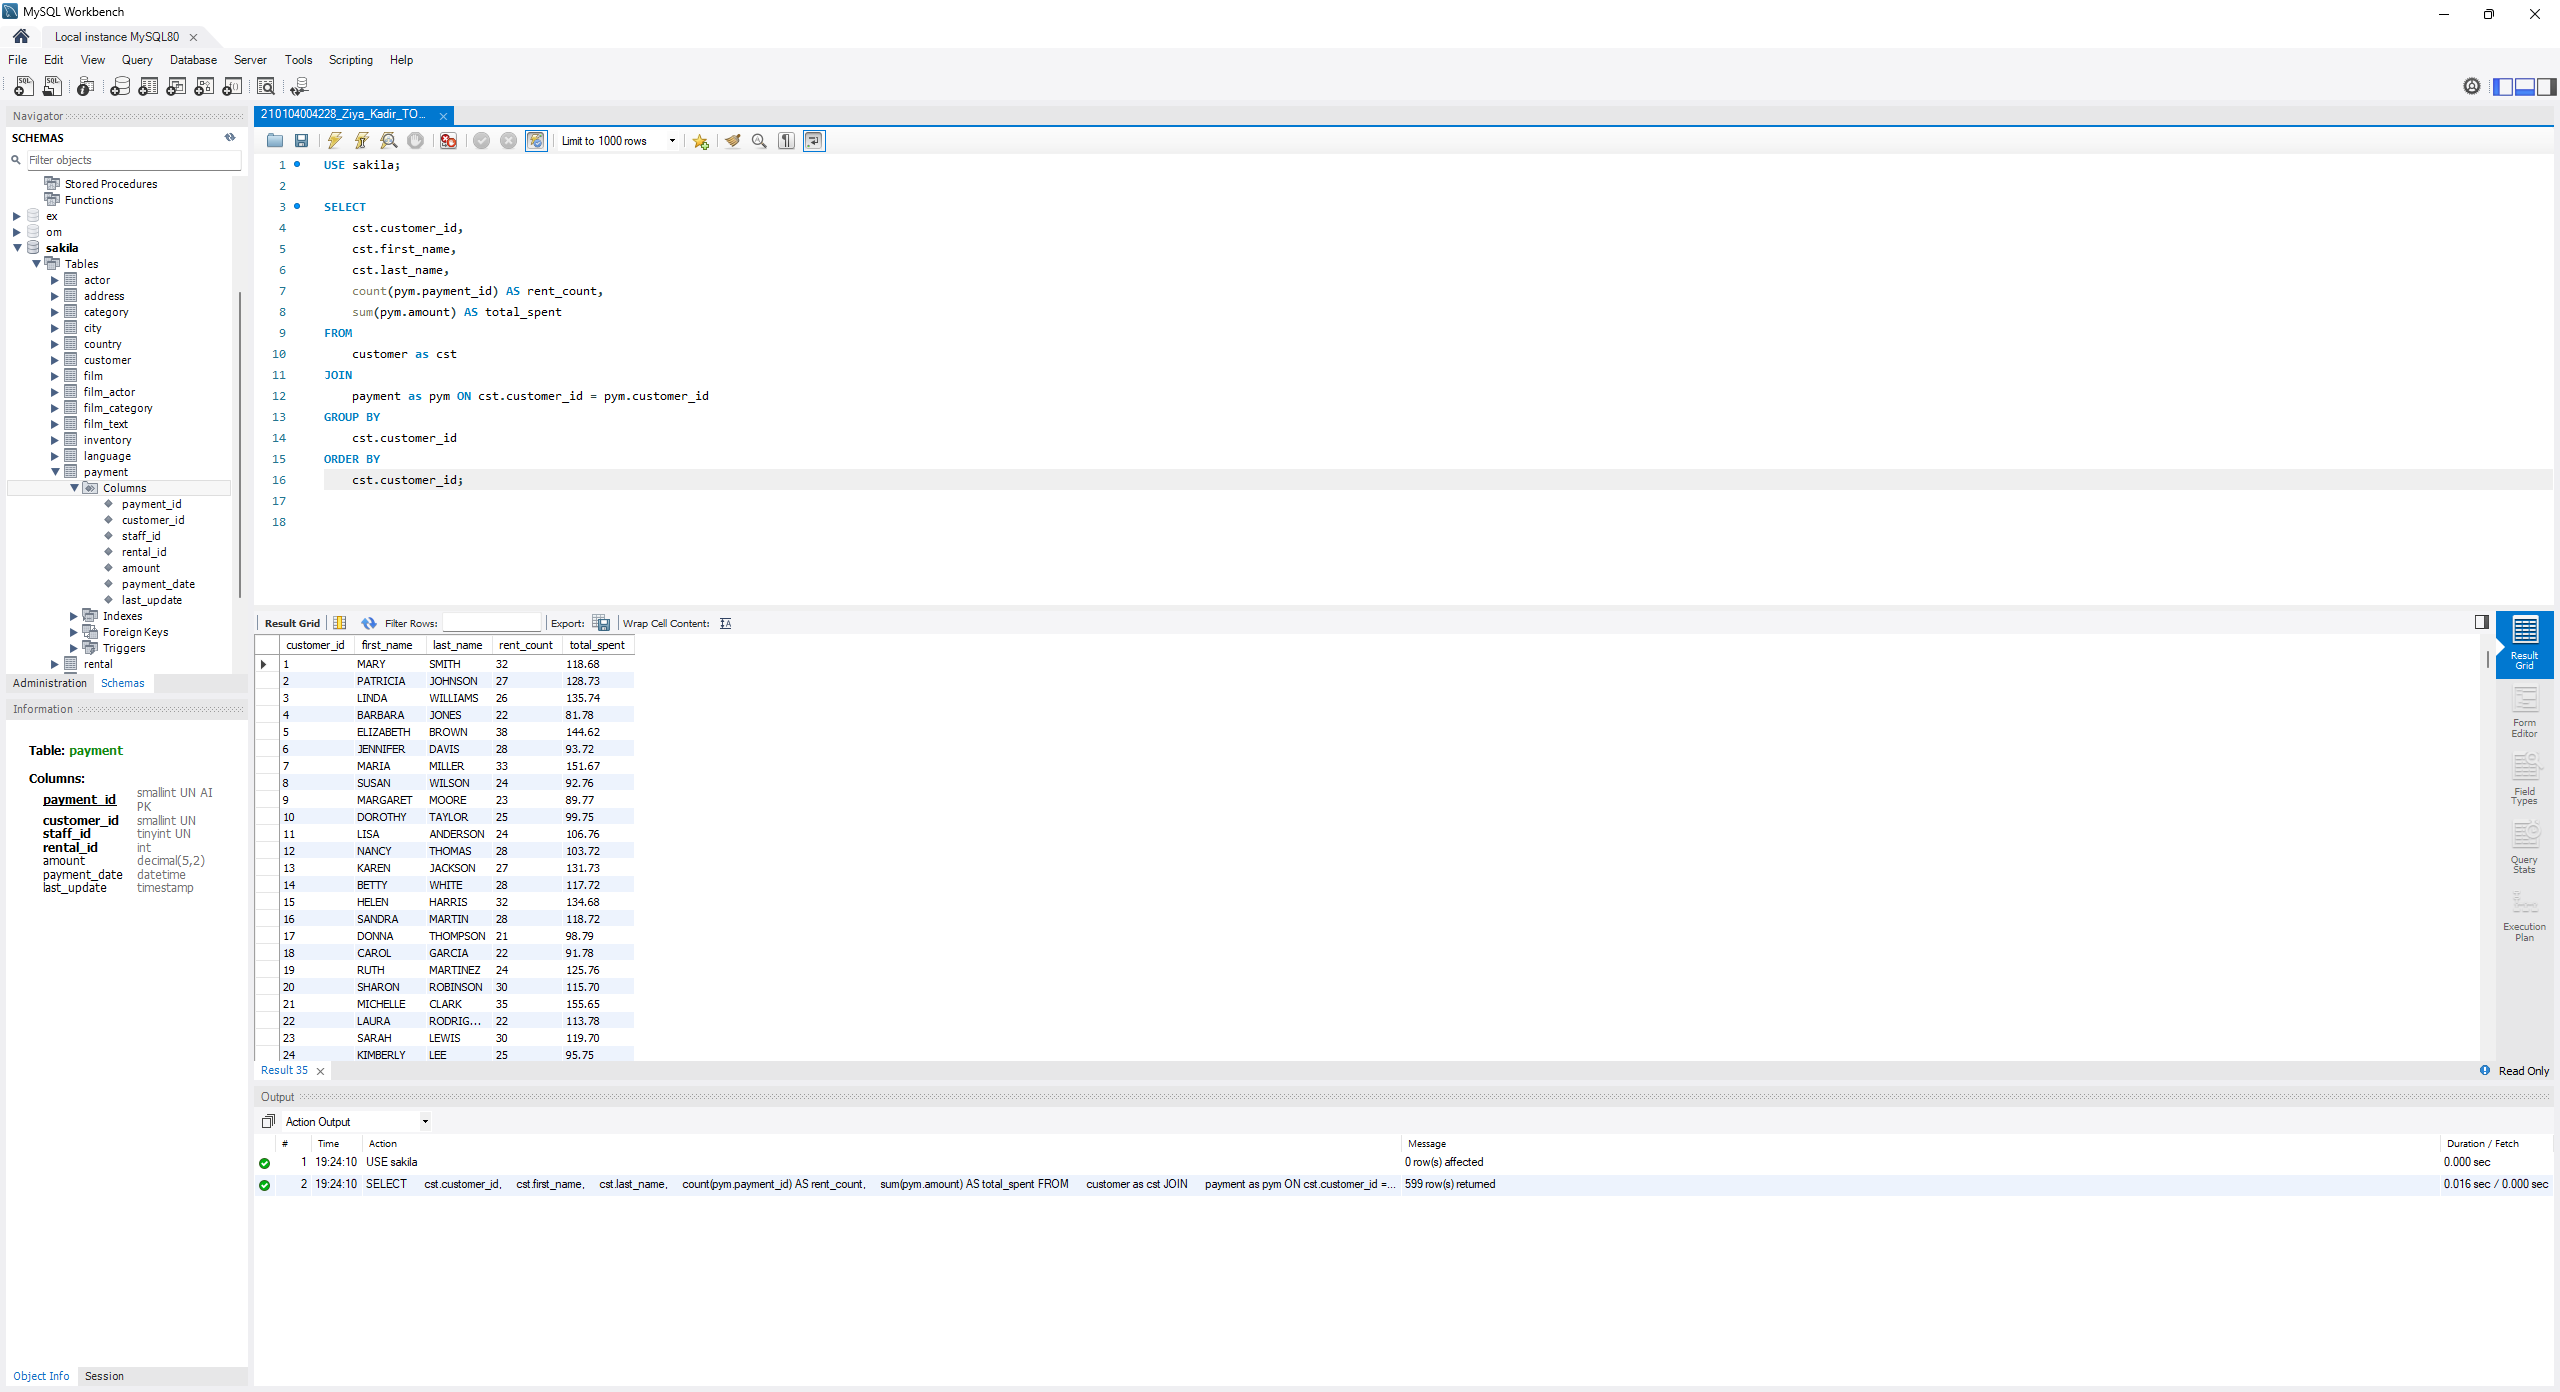 MySQL Workbench
Local instance MySQL80
File Edit View Query Database Server Tools Scripting Help
Navigator
SCHEMAS
Filter objects
Stored Procedures
Functions
ex
om
sakila
Tables
actor
address
category
city
country
customer
film
film_actor
film_category
film_text
inventory
language
payment
Columns
payment_id
customer_id
staff_id
rental_id
amount
payment_date
last_update
Indexes
Foreign Keys
Triggers
rental
Administration Schemas
Information
Table: payment
Columns:
payment_id smallint UN AI PK
customer_id smallint UN
staff_id tinyint UN
rental_id int
amount decimal(5,2)
payment_date datetime
last_update timestamp
Object Info Session
210104004228_Ziya_Kadir_TO...
Limit to 1000 rows
1 USE sakila;
2
3 SELECT
4 cst.customer_id,
5 cst.first_name,
6 cst.last_name,
7 count(pym.payment_id) AS rent_count,
8 sum(pym.amount) AS total_spent
9 FROM
10 customer as cst
11 JOIN
12 payment as pym ON cst.customer_id = pym.customer_id
13 GROUP BY
14 cst.customer_id
15 ORDER BY
16 cst.customer_id;
17
18
Result Grid Filter Rows: Export: Wrap Cell Content:
customer_id first_name last_name rent_count total_spent
1 MARY SMITH 32 118.68
2 PATRICIA JOHNSON 27 128.73
3 LINDA WILLIAMS 26 135.74
4 BARBARA JONES 22 81.78
5 ELIZABETH BROWN 38 144.62
6 JENNIFER DAVIS 28 93.72
7 MARIA MILLER 33 151.67
8 SUSAN WILSON 24 92.76
9 MARGARET MOORE 23 89.77
10 DOROTHY TAYLOR 25 99.75
11 LISA ANDERSON 24 106.76
12 NANCY THOMAS 28 103.72
13 KAREN JACKSON 27 131.73
14 BETTY WHITE 28 117.72
15 HELEN HARRIS 32 134.68
16 SANDRA MARTIN 28 118.72
17 DONNA THOMPSON 21 98.79
18 CAROL GARCIA 22 91.78
19 RUTH MARTINEZ 24 125.76
20 SHARON ROBINSON 30 115.70
21 MICHELLE CLARK 35 155.65
22 LAURA RODRIG... 22 113.78
23 SARAH LEWIS 30 119.70
24 KIMBERLY LEE 25 95.75
Result Grid
Form Editor
Field Types
Query Stats
Execution Plan
Result 35
Read Only
Output
Action Output
# Time Action Message Duration / Fetch
1 19:24:10 USE sakila 0 row(s) affected 0.000 sec
2 19:24:10 SELECT cst.customer_id, cst.first_name, cst.last_name, count(pym.payment_id) AS rent_count, sum(pym.amount) AS total_spent FROM customer as cst JOIN payment as pym ON cst.customer_id =... 599 row(s) returned 0.016 sec / 0.000 sec